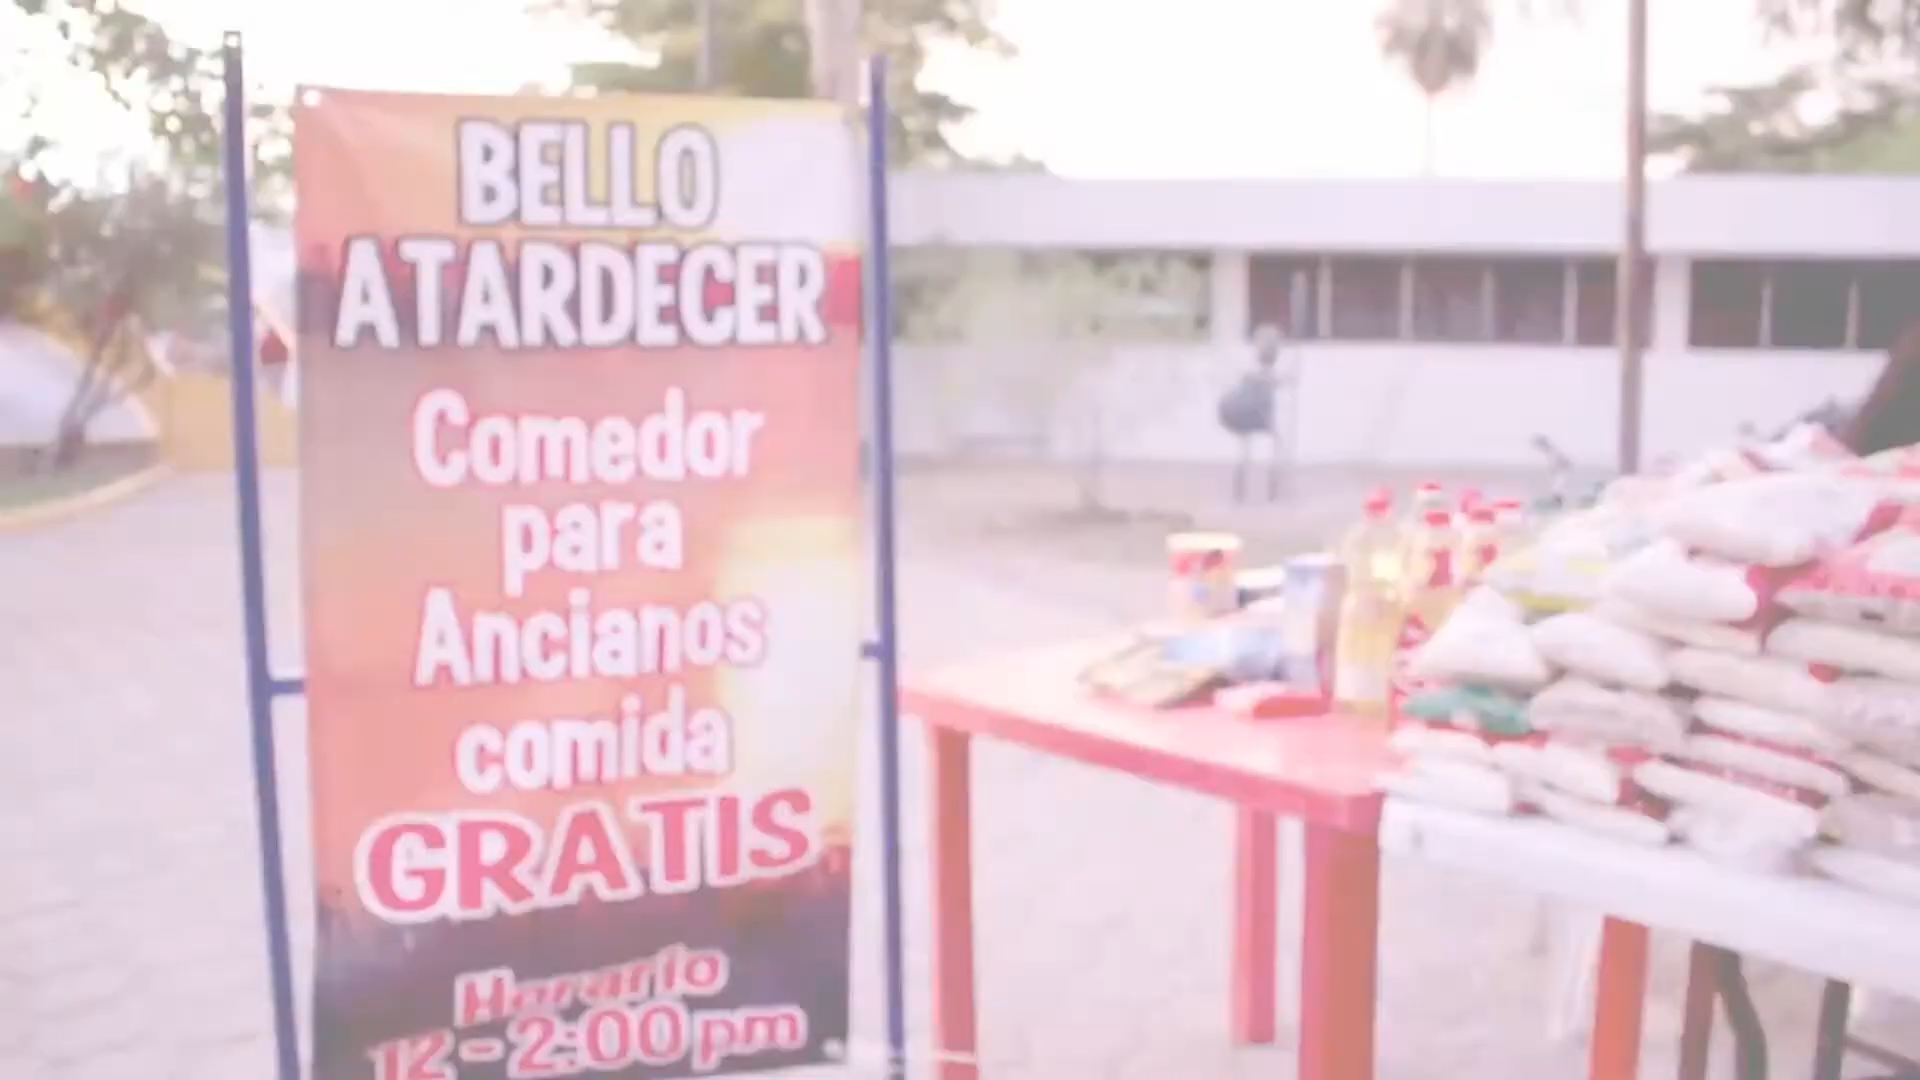 BELLO
ATARDECER
Comedor
para
Ancianos
comida
GRATIS
Horario
12-2:00 pm